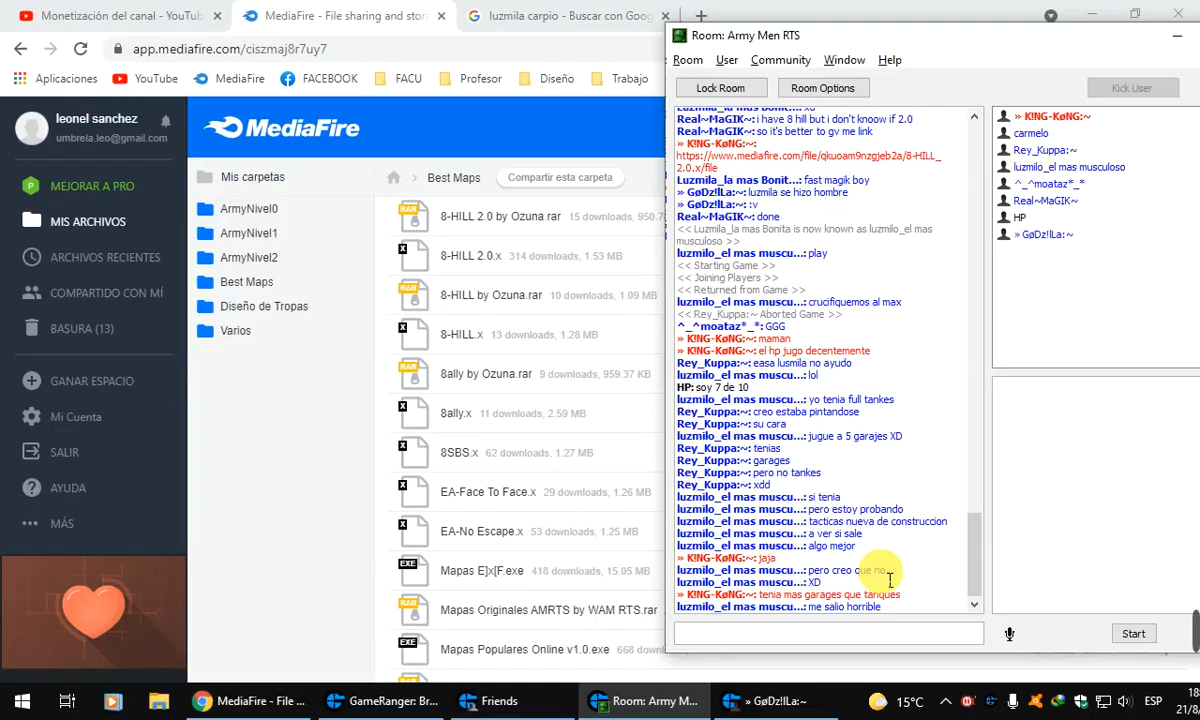 Monetización del canal - YouTu
MediaFire - File sharing and stor
luzmila carpio - Buscar con Goog
app.mediafire.com/ciszmaj8r7uy7
Aplicaciones
YouTube
MediaFire
FACEBOOK
FACU
Profesor
Diseño
Trabajo
leonel sanchez
umbrela.leo@gmail.com
MEJORAR A PRO
MIS ARCHIVOS
ARCHIVOS RECIENTES
COMPARTIDO CON MÍ
BASURA (13)
GANAR ESPACIO
Mi Cuenta
SALIR
AYUDA
MÁS
MediaFire
Mis carpetas
ArmyNivel0
ArmyNivel1
ArmyNivel2
Best Maps
Diseño de Tropas
Varios
Best Maps
Compartir esta carpeta
8-HILL 2.0 by Ozuna.rar 15 downloads, 950.7
8-HILL 2.0.x 314 downloads, 1.53 MB
8-HILL by Ozuna.rar 10 downloads, 1.09 MB
8-HILL.x 13 downloads, 1.28 MB
8ally by Ozuna.rar 9 downloads, 959.37 KB
8ally.x 11 downloads, 2.59 MB
8SBS.x 62 downloads, 1.27 MB
EA-Face To Face.x 29 downloads, 1.26 MB
EA-No Escape.x 53 downloads, 1.25 MB
Mapas E]x[F.exe 418 downloads, 15.05 MB
Mapas Originales AMRTS by WAM RTS.rar
Mapas Populares Online v1.0.exe 668 down
Room: Army Men RTS
Room User Community Window Help
Lock Room
Room Options
Kick User
Luzmila_la mas Bonit...: xd
Real~MaGIK~: i have 8 hill but i don't knoow if 2.0
Real~MaGIK~: so it's better to gv me link
» K!NG-KøNG:~:
https://www.mediafire.com/file/qkuoam9nzgjeb2a/8-HILL_
2.0.x/file
Luzmila_la mas Bonit...: fast magik boy
» GøDz!lLa:~: luzmila se hizo hombre
» GøDz!lLa:~: :v
Real~MaGIK~: done
<< Luzmila_la mas Bonita is now known as luzmilo_el mas
musculoso >>
luzmilo_el mas muscu...: play
<< Starting Game >>
<< Joining Players >>
<< Returned from Game >>
luzmilo_el mas muscu...: crucifiquemos al max
<< Rey_Kuppa:~ Aborted Game >>
^_^moataz*_*: GGG
» K!NG-KøNG:~: maman
» K!NG-KøNG:~: el hp jugo decentemente
Rey_Kuppa:~: easa lusmila no ayudo
luzmilo_el mas muscu...: lol
HP: soy 7 de 10
luzmilo_el mas muscu...: yo tenia full tankes
Rey_Kuppa:~: creo estaba pintandose
Rey_Kuppa:~: su cara
luzmilo_el mas muscu...: jugue a 5 garajes XD
Rey_Kuppa:~: tenias
Rey_Kuppa:~: garages
Rey_Kuppa:~: pero no tankes
Rey_Kuppa:~: xdd
luzmilo_el mas muscu...: si tenia
luzmilo_el mas muscu...: pero estoy probando
luzmilo_el mas muscu...: tacticas nueva de construccion
luzmilo_el mas muscu...: a ver si sale
luzmilo_el mas muscu...: algo mejor
» K!NG-KøNG:~: jaja
luzmilo_el mas muscu...: pero creo que no
luzmilo_el mas muscu...: XD
» K!NG-KøNG:~: tenia mas garages que tanques
luzmilo_el mas muscu...: me salio horrible
» K!NG-KøNG:~
carmelo
Rey_Kuppa:~
luzmilo_el mas musculoso
^_^moataz*_*
Real~MaGIK~
HP
» GøDz!lLa:~
Start
MediaFire - File ...
GameRanger: Br...
Friends
Room: Army M...
» GøDz!lLa:~
15°C
ESP
18
21/8